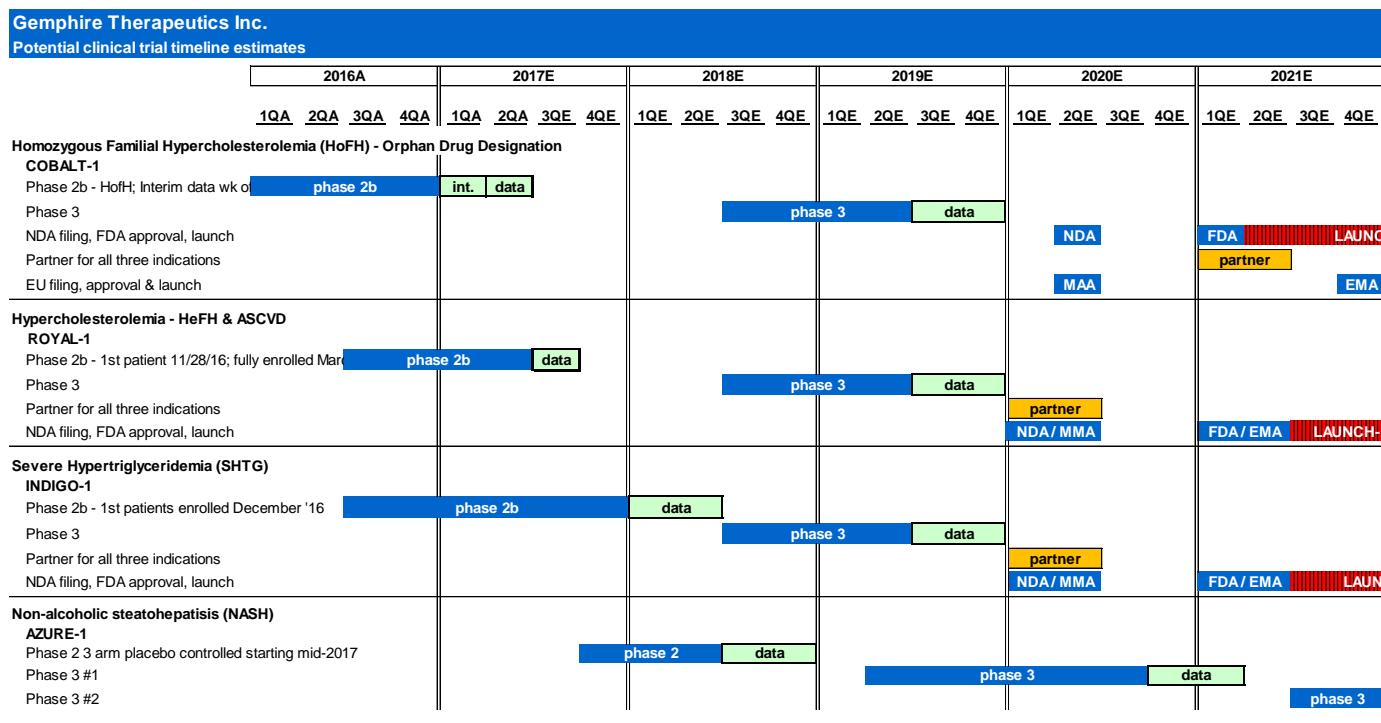 Gemphire Therapeutics Inc.
Potential clinical trial timeline estimates
2016A 2017E 2018E 2019E 2020E 2021E
1QA 2QA 3QA 4QA 1QA 2QA 3QE 4QE 1QE 2QE 3QE 4QE 1QE 2QE 3QE 4QE 1QE 2QE 3QE 4QE 1QE 2QE 3QE 4QE
Homozygous Familial Hypercholesterolemia (HoFH) - Orphan Drug Designation
COBALT-1
Phase 2b - HofH; Interim data wk of phase 2b int. data
Phase 3 phase 3 data
NDA filing, FDA approval, launch NDA FDA LAUNC
Partner for all three indications partner
EU filing, approval & launch MAA EMA
Hypercholesterolemia - HeFH & ASCVD
ROYAL-1
Phase 2b - 1st patient 11/28/16; fully enrolled Marc phase 2b data
Phase 3 phase 3 data
Partner for all three indications partner
NDA filing, FDA approval, launch NDA / MMA FDA / EMA LAUNCH-
Severe Hypertriglyceridemia (SHTG)
INDIGO-1
Phase 2b - 1st patients enrolled December '16 phase 2b data
Phase 3 phase 3 data
Partner for all three indications partner
NDA filing, FDA approval, launch NDA / MMA FDA / EMA LAUN
Non-alcoholic steatohepatisis (NASH)
AZURE-1
Phase 2 3 arm placebo controlled starting mid-2017 phase 2 data
Phase 3 #1 phase 3 data
Phase 3 #2 phase 3